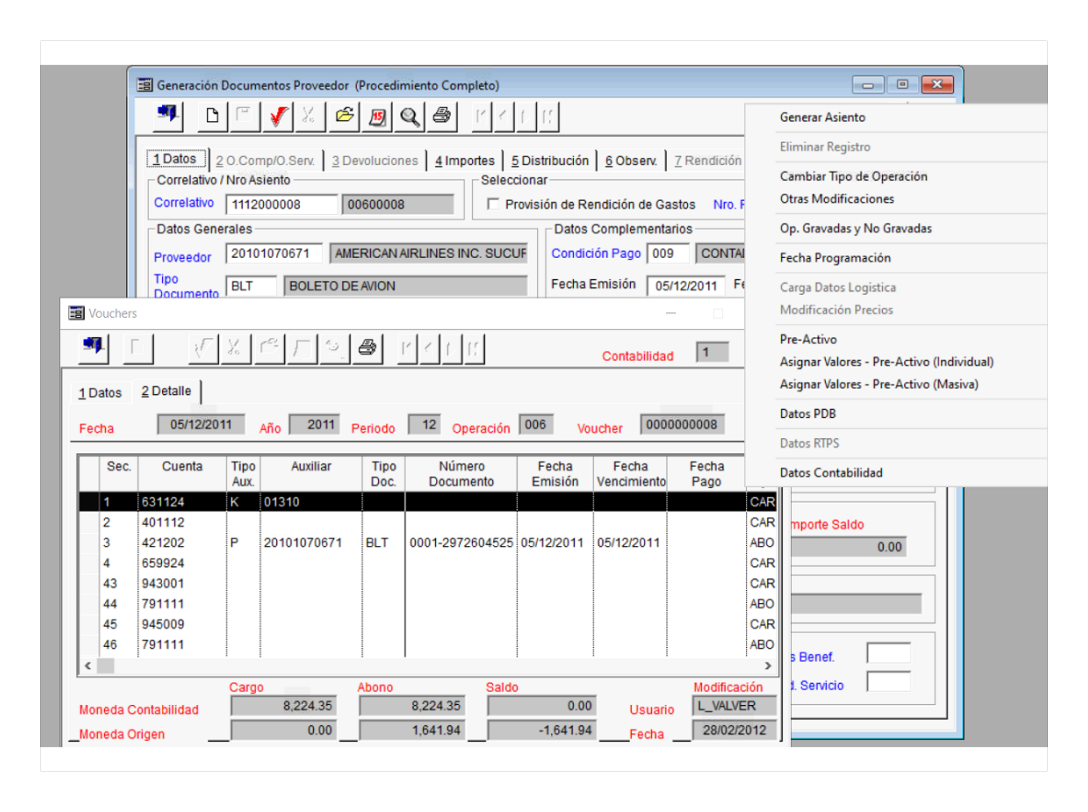 Generación Documentos Proveedor (Procedimiento Completo)
1 Datos 2 O.Comp/O.Serv. 3 Devoluciones 4 Importes 5 Distribución 6 Observ. 7 Rendición
Correlativo / Nro Asiento Seleccionar
Correlativo 1112000008 00600008 Provisión de Rendición de Gastos Nro.
Datos Generales Datos Complementarios
Proveedor 20101070671 AMERICAN AIRLINES INC. SUCUR Condición Pago 009 CONTA
Tipo
Documento BLT BOLETO DE AVION Fecha Emisión 05/12/2011
Generar Asiento
Eliminar Registro
Cambiar Tipo de Operación
Otras Modificaciones
Op. Gravadas y No Gravadas
Fecha Programación
Carga Datos Logistica
Modificación Precios
Pre-Activo
Asignar Valores - Pre-Activo (Individual)
Asignar Valores - Pre-Activo (Masiva)
Datos PDB
Datos RTPS
Datos Contabilidad
Vouchers
Contabilidad 1
1 Datos 2 Detalle
Fecha 05/12/2011 Año 2011 Periodo 12 Operación 006 Voucher 0000000008
Sec. Cuenta Tipo Aux. Auxiliar Tipo Doc. Número Documento Fecha Emisión Fecha Vencimiento Fecha Pago
1 631124 K 01310 CAR
2 401112 CAR
3 421202 P 20101070671 BLT 0001-2972604525 05/12/2011 05/12/2011 ABO
4 659924 CAR
43 943001 CAR
44 791111 ABO
45 945009 CAR
46 791111 ABO
Cargo Abono Saldo Modificación
Moneda Contabilidad 8,224.35 8,224.35 0.00 Usuario L_VALVER
Moneda Origen 0.00 1,641.94 -1,641.94 Fecha 28/02/2012
mporte Saldo
0.00
s Benef.
d. Servicio